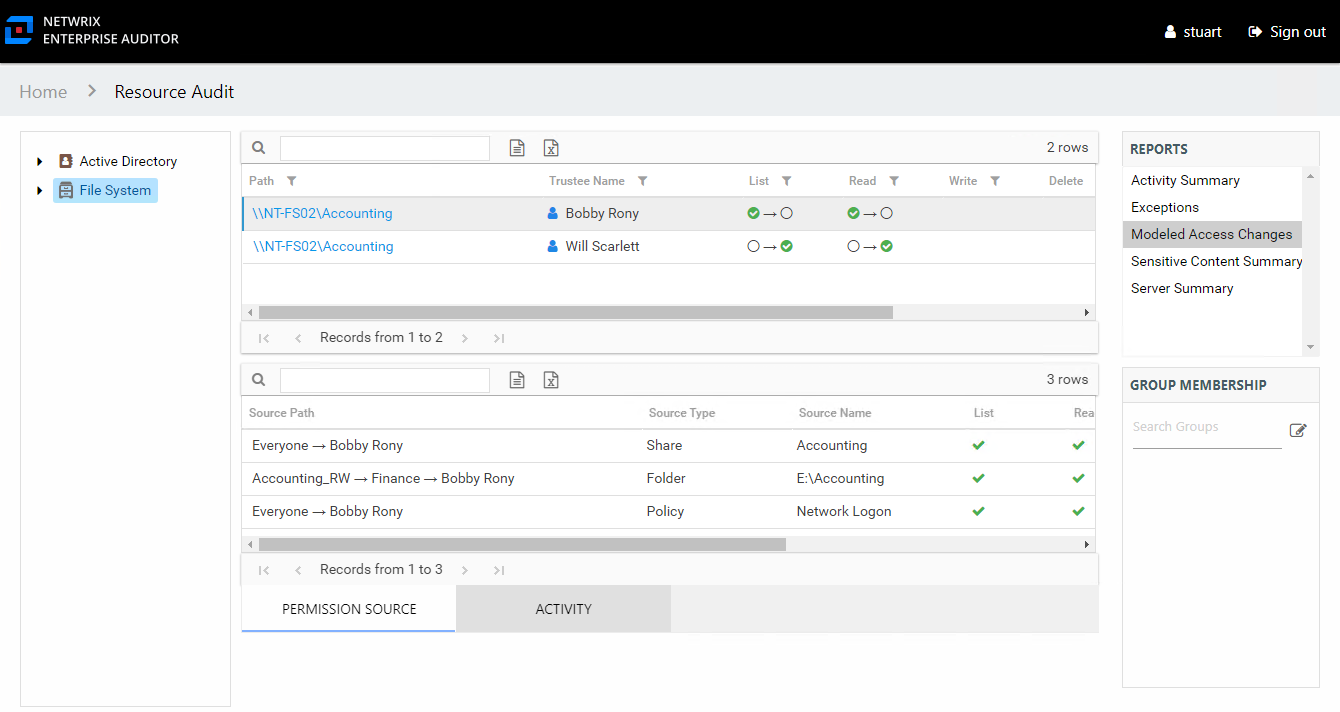 NETWRIX
ENTERPRISE AUDITOR
stuart
Sign out
Home
Resource Audit
Active Directory
File System
2 rows
Path Trustee Name List Read Write Delete
\\NT-FS02\Accounting Bobby Rony →  →
\\NT-FS02\Accounting Will Scarlett →  →
Records from 1 to 2
3 rows
Source Path Source Type Source Name List Rea
Everyone → Bobby Rony Share Accounting
Accounting_RW → Finance → Bobby Rony Folder E:\Accounting
Everyone → Bobby Rony Policy Network Logon
Records from 1 to 3
PERMISSION SOURCE ACTIVITY
REPORTS
Activity Summary
Exceptions
Modeled Access Changes
Sensitive Content Summary
Server Summary
GROUP MEMBERSHIP
Search Groups